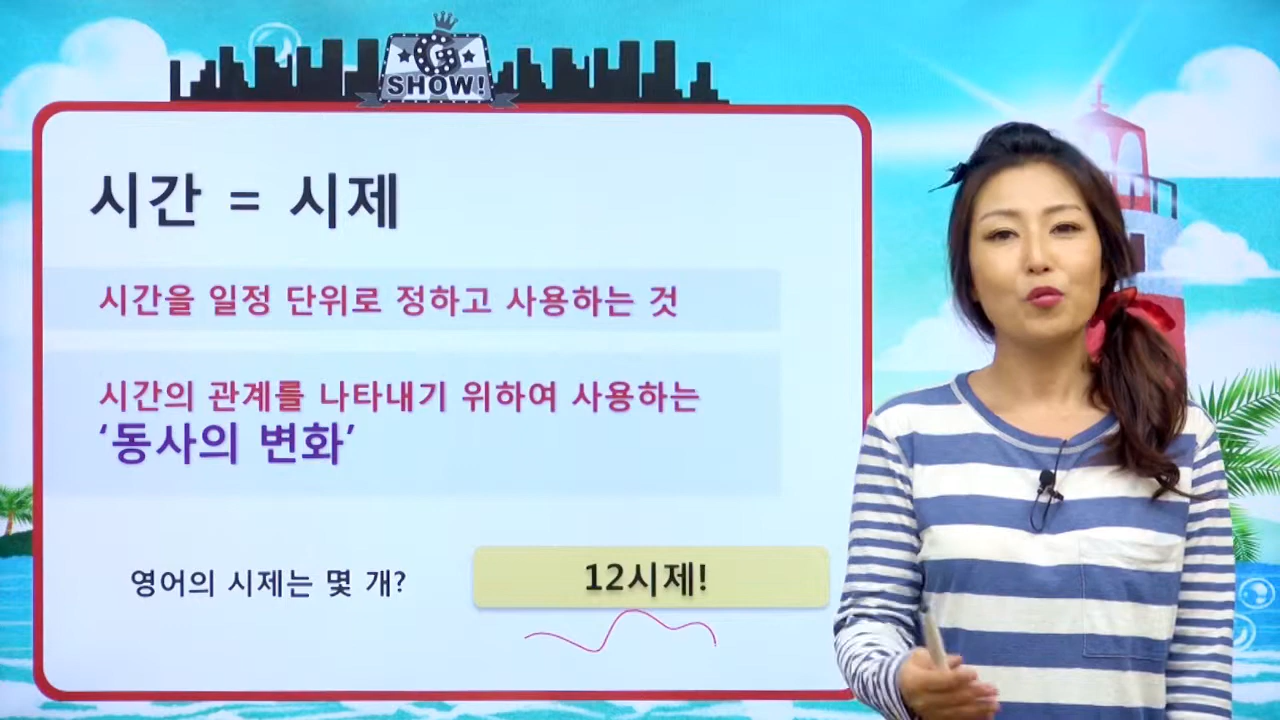 G
SHOW!
시간 = 시제
시간을 일정 단위로 정하고 사용하는 것
시간의 관계를 나타내기 위하여 사용하는
‘동사의 변화’
영어의 시제는 몇 개?
12시제!